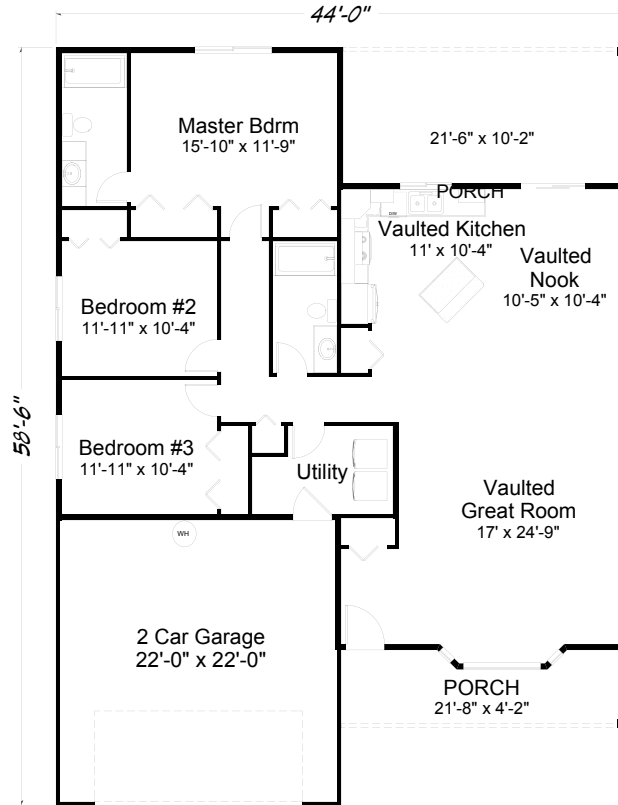 44'-0"
Master Bdrm
15'-10" x 11'-9"
21'-6" x 10'-2"
PORCH
DW
Vaulted Kitchen
11' x 10'-4"
Vaulted
Nook
10'-5" x 10'-4"
Bedroom #2
11'-11" x 10'-4"
58'-6"
Bedroom #3
11'-11" x 10'-4"
Utility
Vaulted
Great Room
17' x 24'-9"
WH
2 Car Garage
22'-0" x 22'-0"
PORCH
21'-8" x 4'-2"